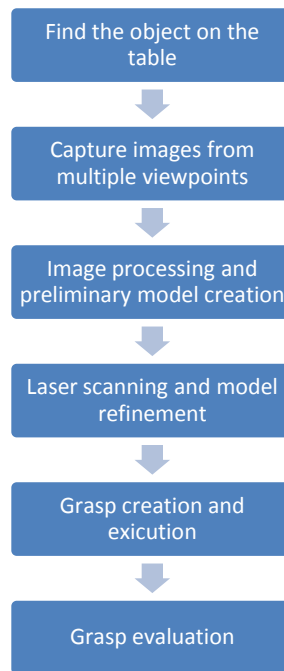 Find the object on the
table
Capture images from
multiple viewpoints
Image processing and
preliminary model creation
Laser scanning and model
refinement
Grasp creation and
exicution
Grasp evaluation